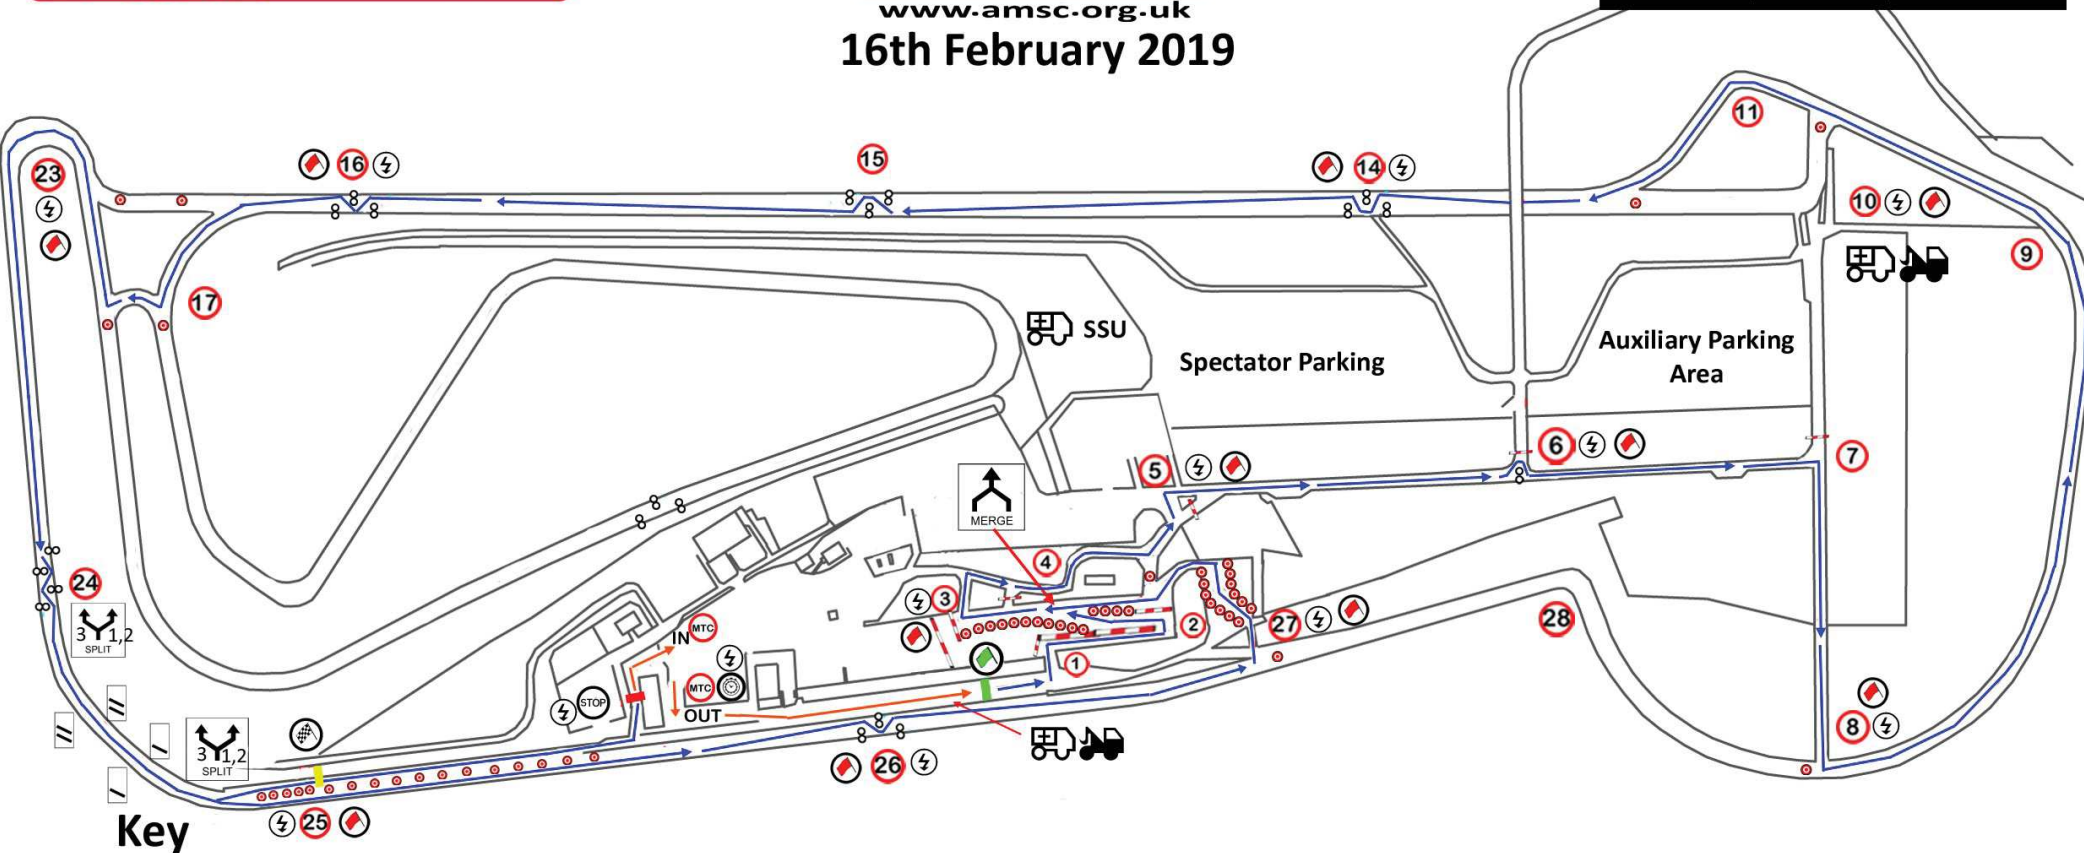 www.amsc.org.uk
16th February 2019
11
16
15
14
23
10
9
17
SSU
Spectator Parking
Auxiliary Parking
Area
6
7
5
MERGE
4
24
3 1,2
SPLIT
3
2
27
28
IN
MTC
1
MTC
STOP
OUT
8
3 1,2
SPLIT
26
25
Key